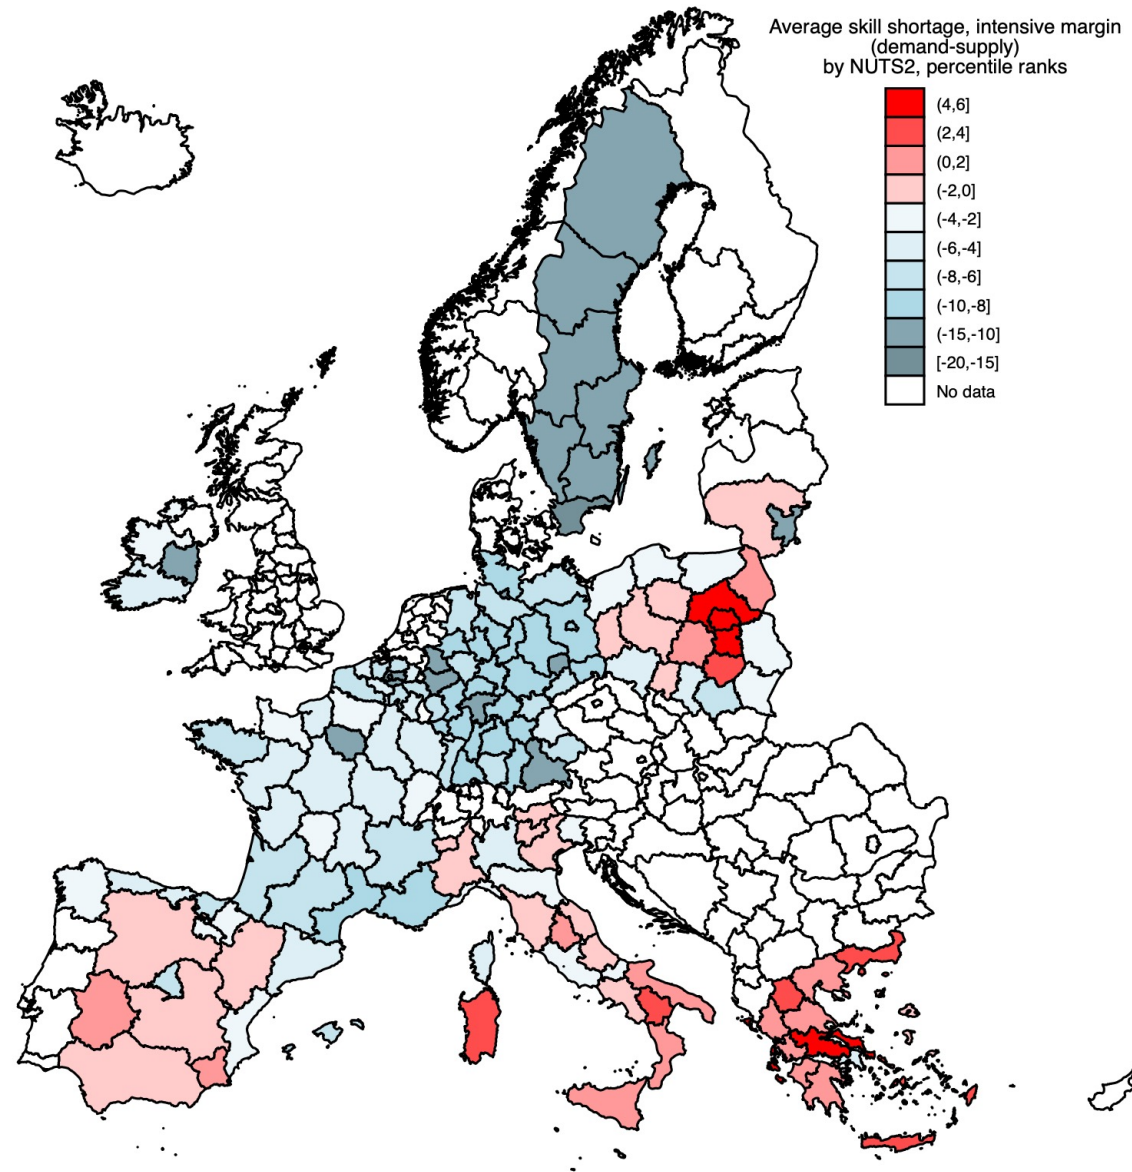 Average skill shortage, intensive margin
(demand-supply)
by NUTS2, percentile ranks
(4,6]
(2,4]
(0,2]
(-2,0]
(-4,-2]
(-6,-4]
(-8,-6]
(-10,-8]
(-15,-10]
[-20,-15]
No data